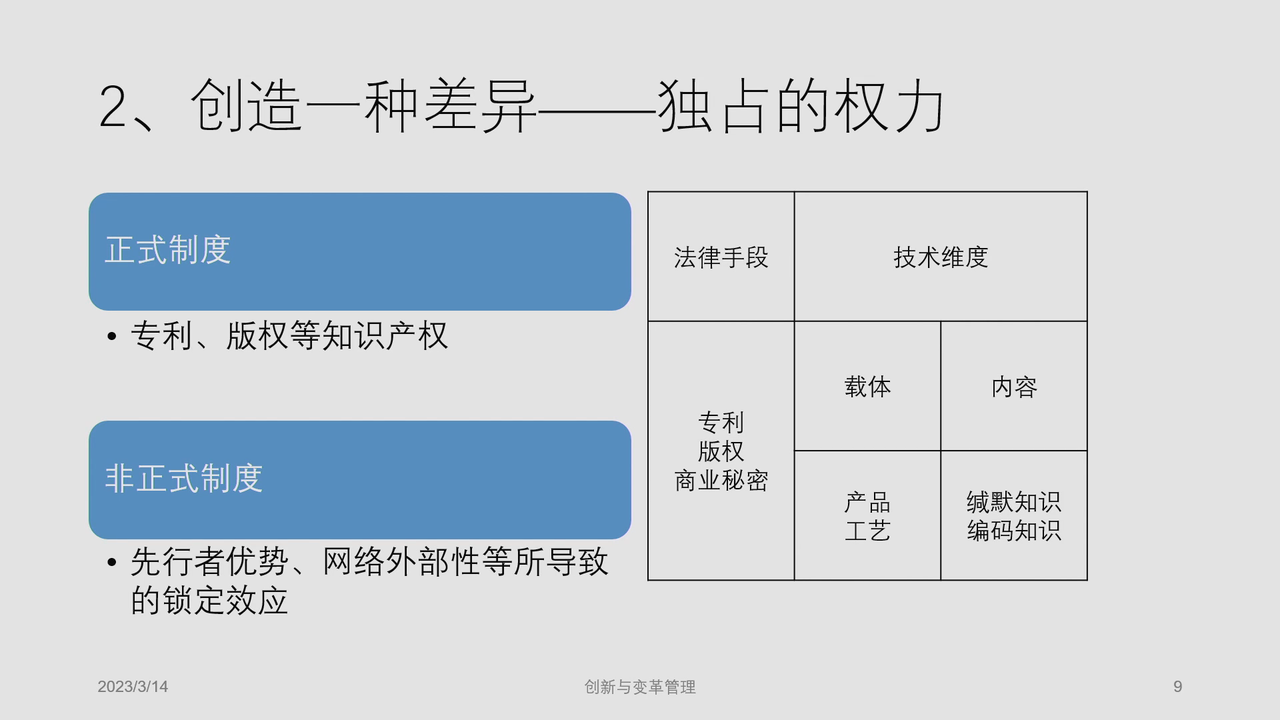 2、创造一种差异——独占的权力
正式制度
• 专利、版权等知识产权
非正式制度
• 先行者优势、网络外部性等所导致
的锁定效应
法律手段
技术维度
专利
版权
商业秘密
载体
内容
产品
工艺
缄默知识
编码知识
2023/3/14
创新与变革管理
9